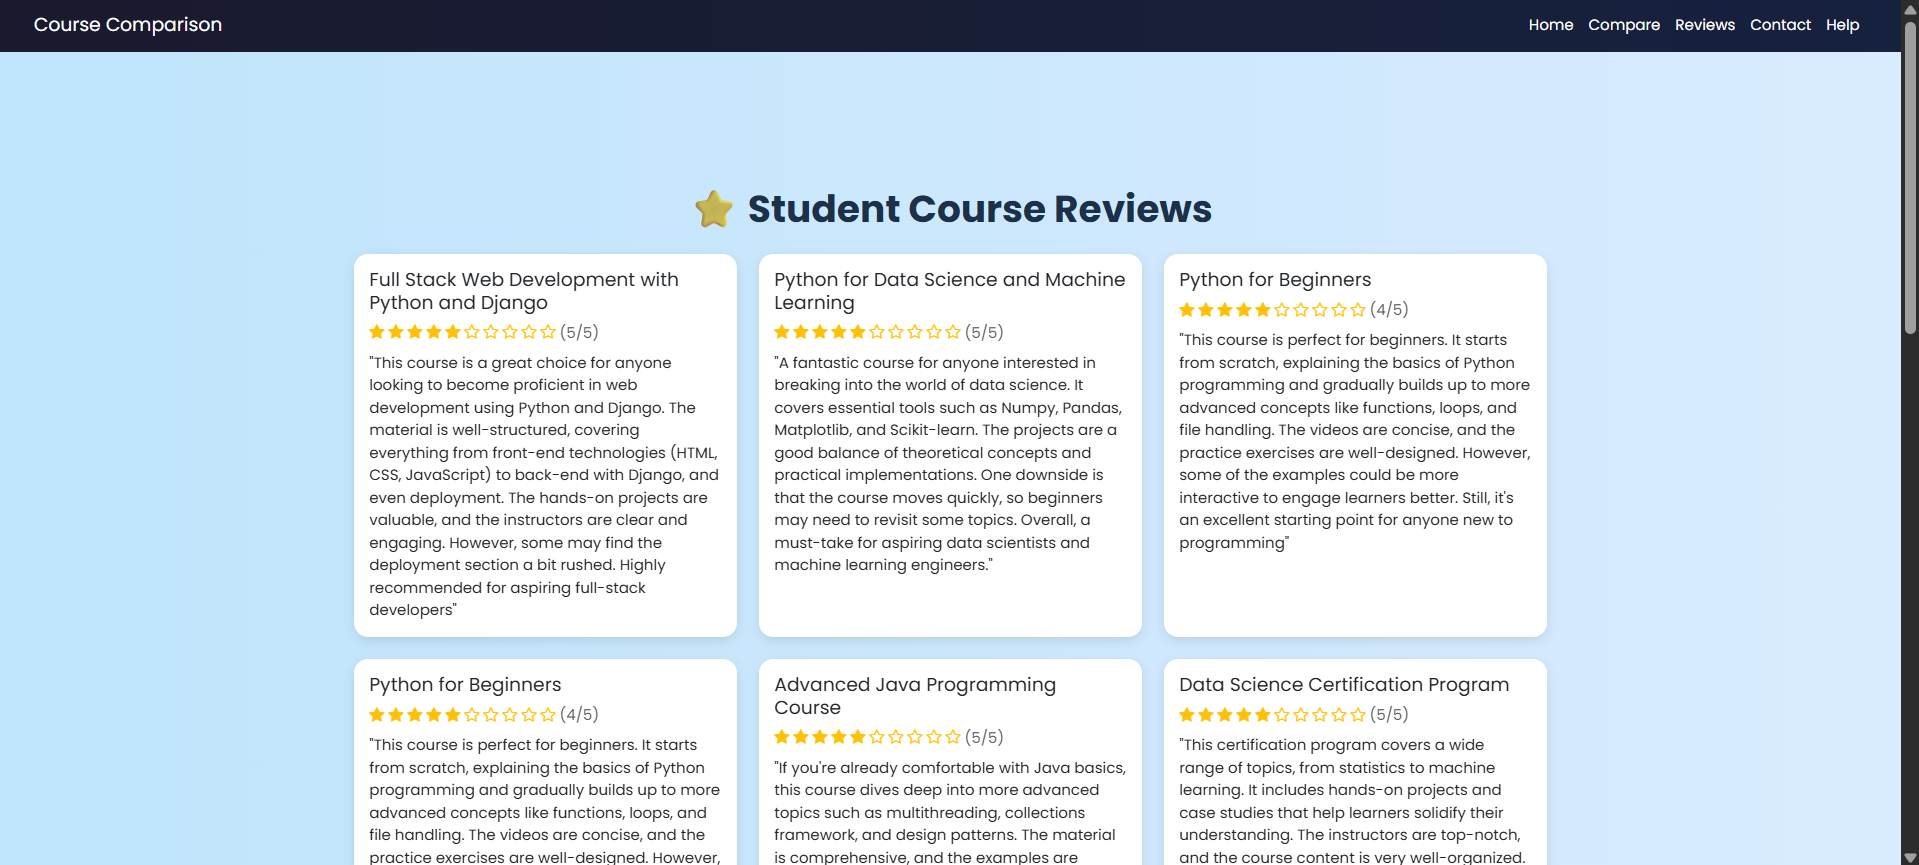 Course Comparison
Home Compare Reviews Contact Help
Student Course Reviews
Full Stack Web Development with
Python and Django
(5/5)
"This course is a great choice for anyone
looking to become proficient in web
development using Python and Django. The
material is well-structured, covering
everything from front-end technologies (HTML,
CSS, JavaScript) to back-end with Django, and
even deployment. The hands-on projects are
valuable, and the instructors are clear and
engaging. However, some may find the
deployment section a bit rushed. Highly
recommended for aspiring full-stack
developers"
Python for Data Science and Machine
Learning
(5/5)
"A fantastic course for anyone interested in
breaking into the world of data science. It
covers essential tools such as Numpy, Pandas,
Matplotlib, and Scikit-learn. The projects are a
good balance of theoretical concepts and
practical implementations. One downside is
that the course moves quickly, so beginners
may need to revisit some topics. Overall, a
must-take for aspiring data scientists and
machine learning engineers."
Python for Beginners
(4/5)
"This course is perfect for beginners. It starts
from scratch, explaining the basics of Python
programming and gradually builds up to more
advanced concepts like functions, loops, and
file handling. The videos are concise, and the
practice exercises are well-designed. However,
some of the examples could be more
interactive to engage learners better. Still, it's
an excellent starting point for anyone new to
programming"
Python for Beginners
(4/5)
"This course is perfect for beginners. It starts
from scratch, explaining the basics of Python
programming and gradually builds up to more
advanced concepts like functions, loops, and
file handling. The videos are concise, and the
practice exercises are well-designed. However,
Advanced Java Programming
Course
(5/5)
"If you're already comfortable with Java basics,
this course dives deep into more advanced
topics such as multithreading, collections
framework, and design patterns. The material
is comprehensive, and the examples are
Data Science Certification Program
(5/5)
"This certification program covers a wide
range of topics, from statistics to machine
learning. It includes hands-on projects and
case studies that help learners solidify their
understanding. The instructors are top-notch,
and the course content is very well-organized.